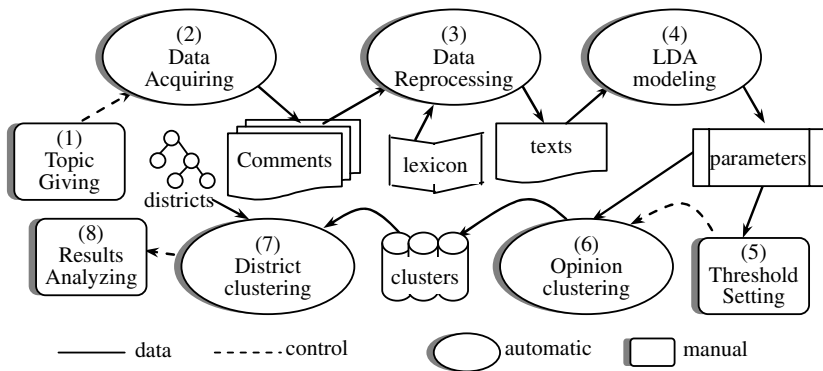 (2)
Data
Acquiring
(3)
Data
Reprocessing
(4)
LDA
modeling
(1)
Topic
Giving
districts
Comments
lexicon
texts
parameters
(8)
Results
Analyzing
(7)
District
clustering
clusters
(6)
Opinion
clustering
(5)
Threshold
Setting
data
control
automatic
manual